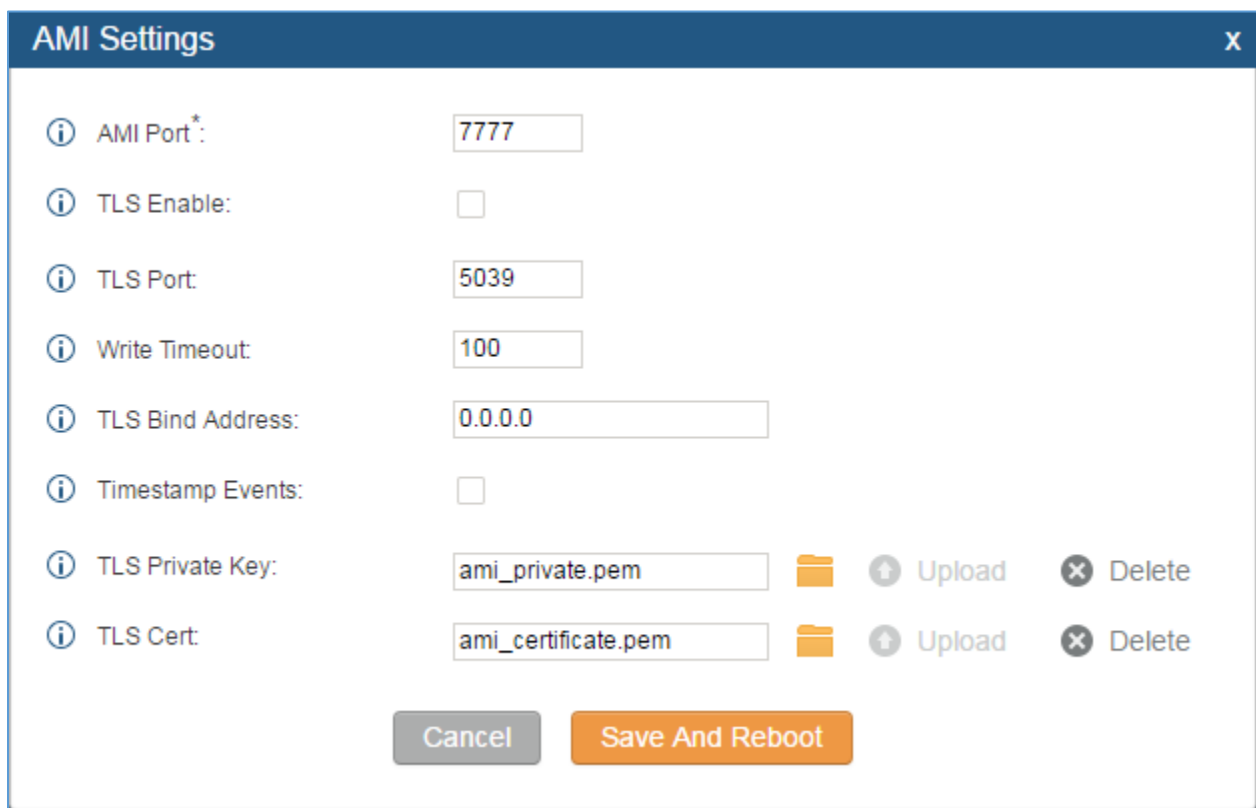 AMI Settings X
AMI Port*: 7777
TLS Enable:
TLS Port: 5039
Write Timeout: 100
TLS Bind Address: 0.0.0.0
Timestamp Events:
TLS Private Key: ami_private.pem Upload Delete
TLS Cert: ami_certificate.pem Upload Delete
Cancel Save And Reboot